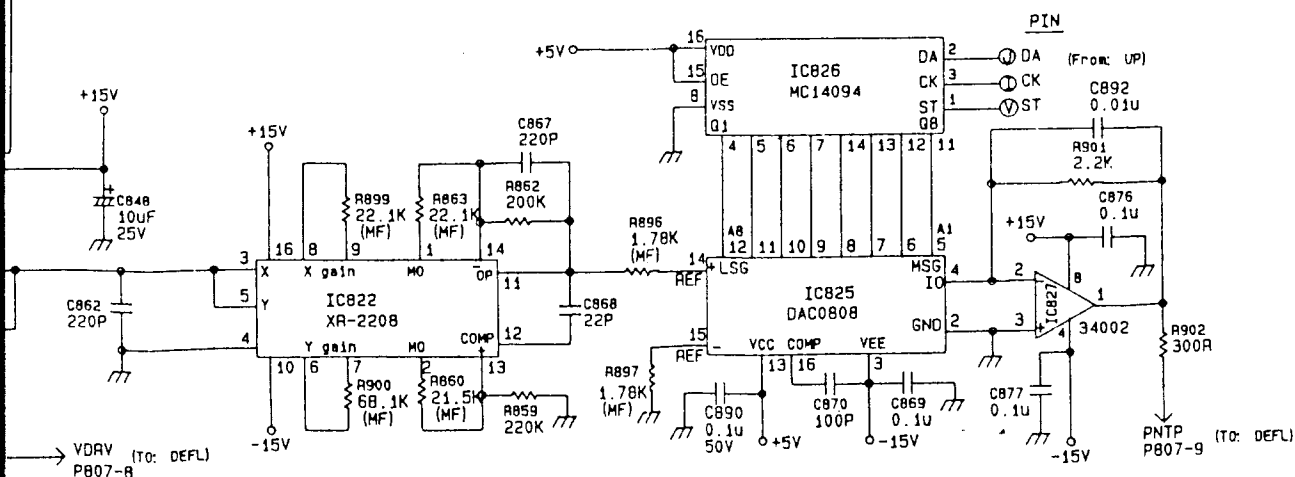 PIN
+5V
16 VDD
15 OE
8 VSS
Q1
IC826
MC14094
DA 2
CK 3
ST 1
Q8
J DA (From: UP)
I CK
V ST
4 5 6 7 14 13 12 11
C892
0.01u
R901
2.2K
C876
0.1u
+15V
+15V
C848
10uF
25V
+15V
C867
220P
R862
200K
R899
22.1K
(MF)
R863
22.1K
(MF)
R896
1.78K
(MF)
16 8 9 1 14
3 X X gain MO OP 11
5 Y
IC822
XR-2208
4
COMP 12
Y gain MO + 13
10 6 7 2
C862
220P
C868
22P
R900
68.1K
(MF)
R860
21.5K
(MF)
R859
220K
-15V
A8
12 11 10 9 8 7 6 5
A1
14 + LSG MSG
REF
IO 4
IC825
DAC0808
15 -
REF
GND 2
VCC COMP VEE
13 16 3
R897
1.78K
(MF)
C890
0.1u
50V
+5V
C870
100P
C869
0.1u
-15V
2 -
3 +
8
IC827
1
4
34002
C877
0.1u
-15V
R902
300R
PNTP (TO: DEFL)
P807-9
VDRV (TO: DEFL)
P807-8